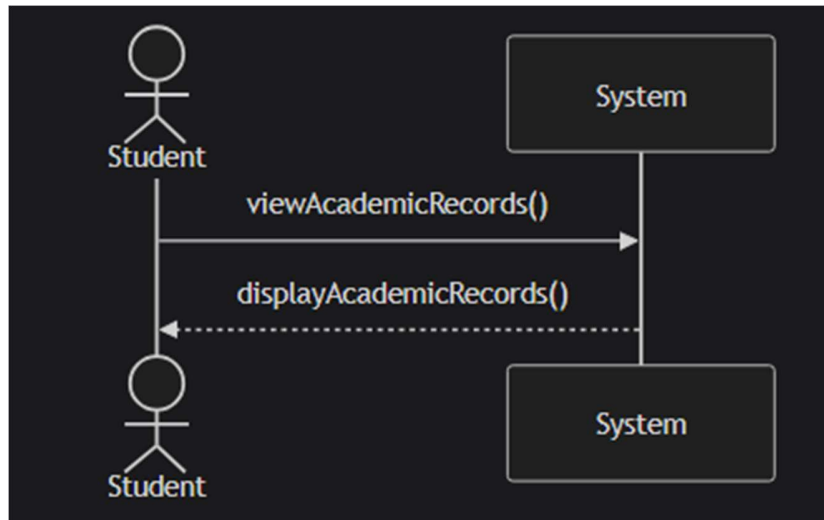 System
Student
viewAcademicRecords()
displayAcademicRecords()
System
Student